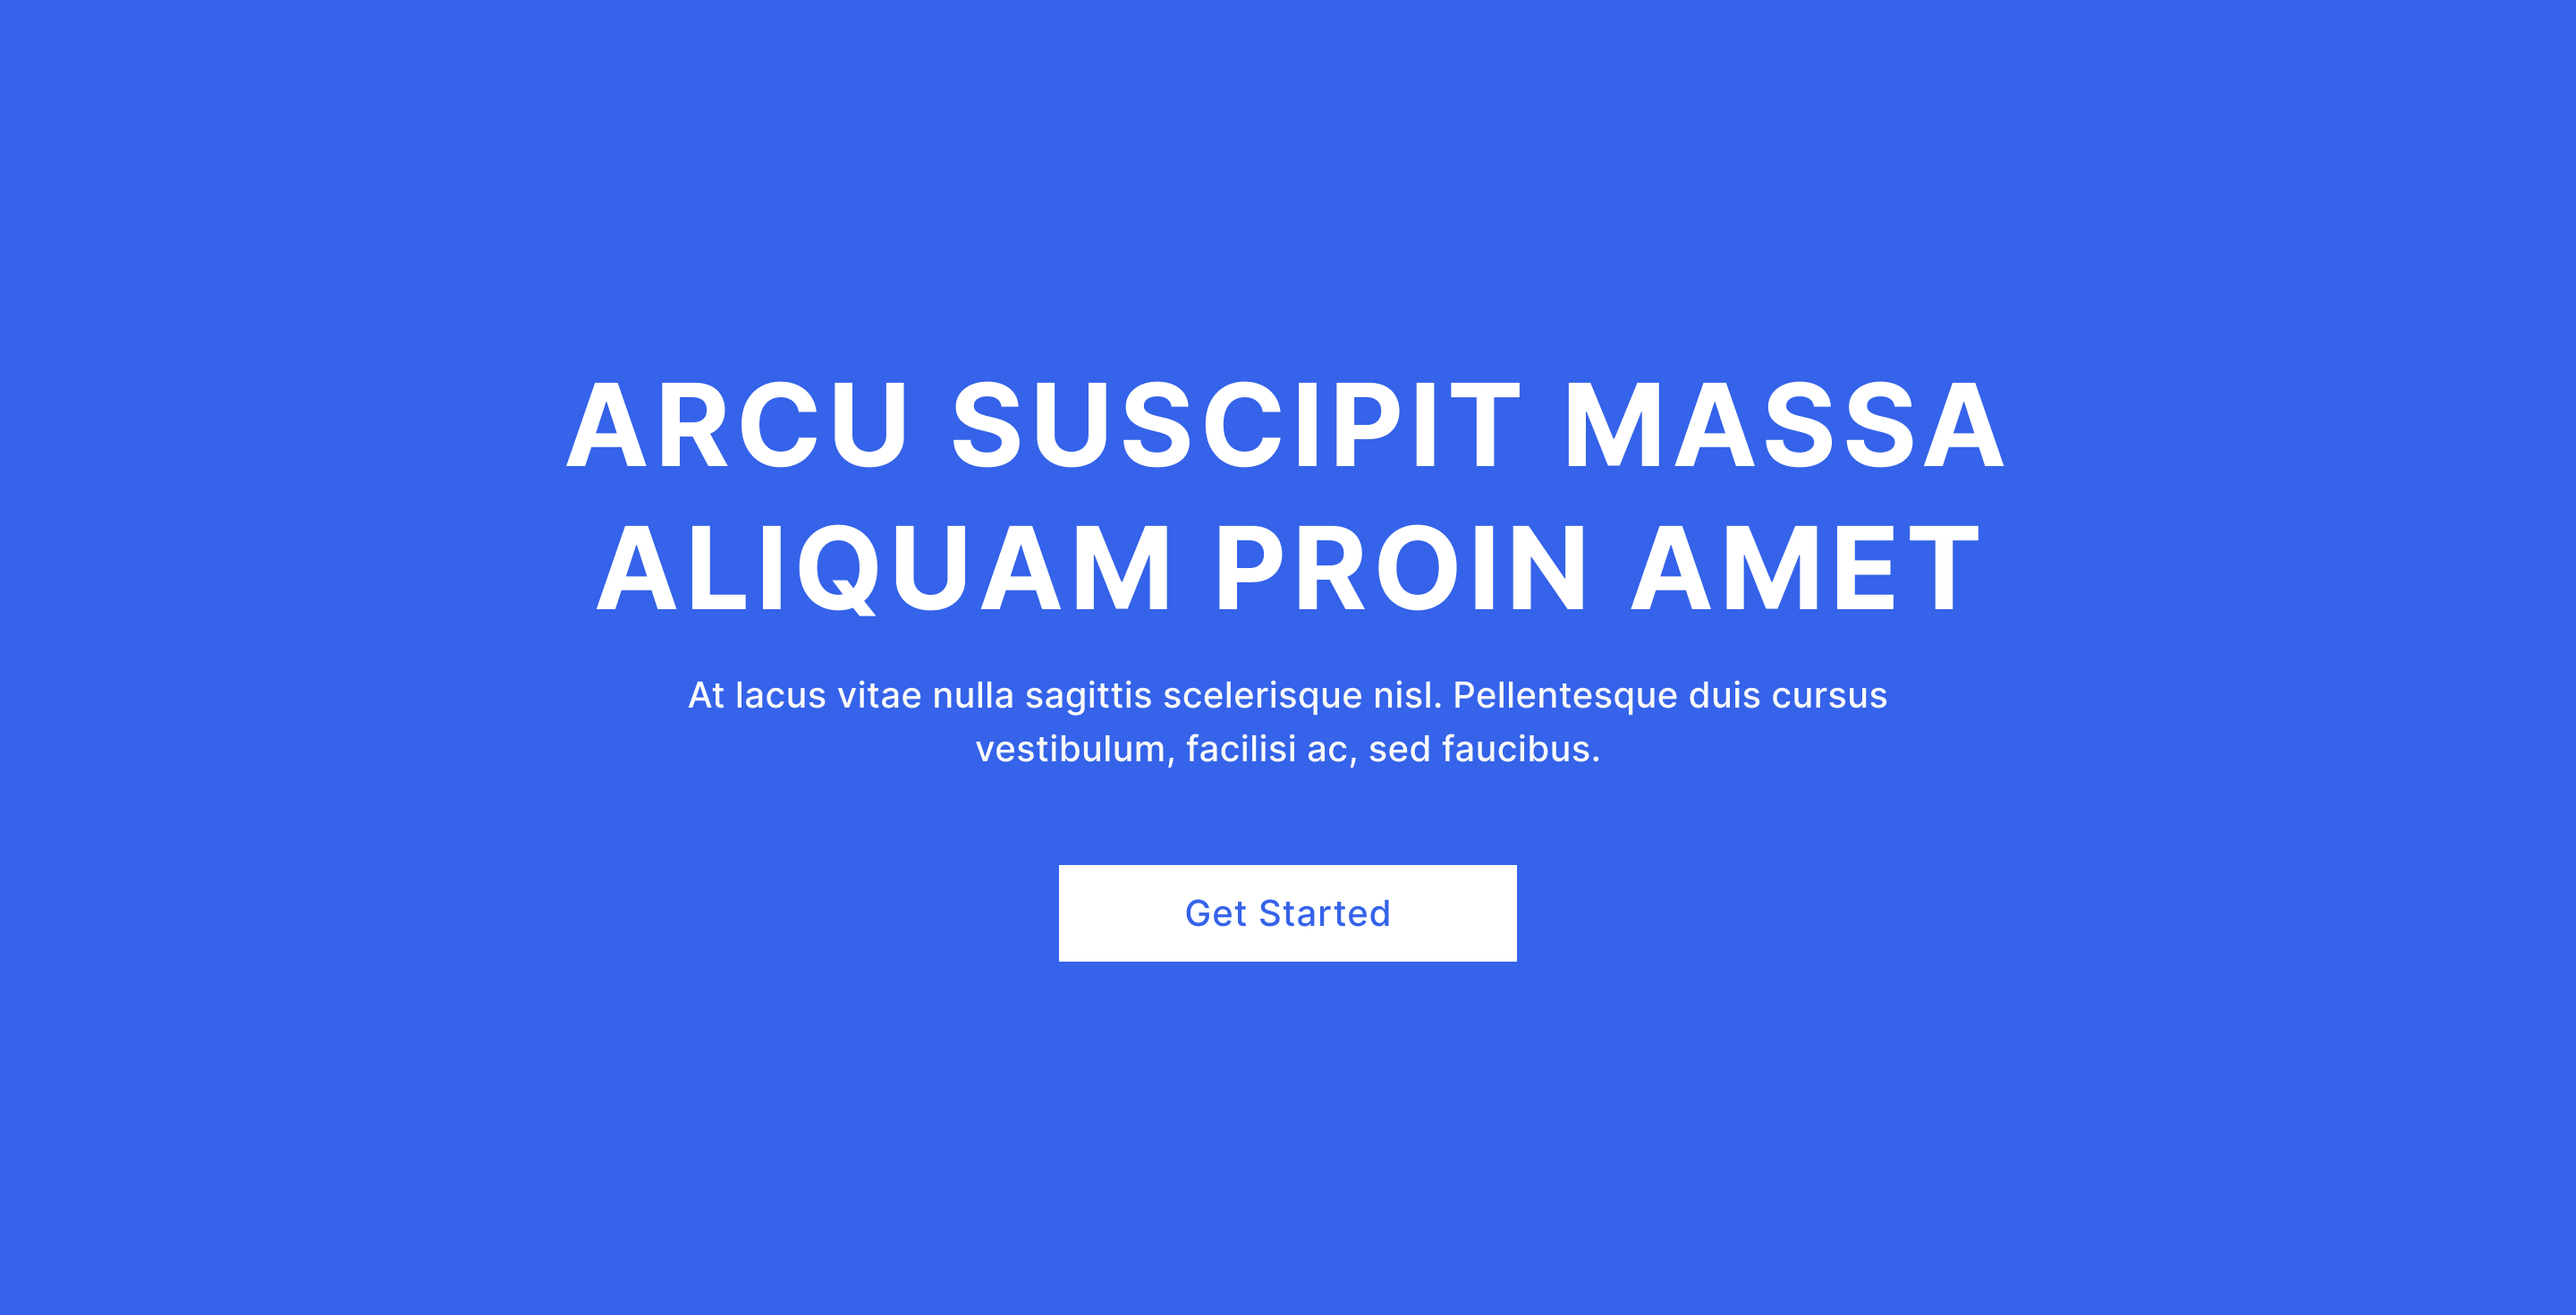 ARCU SUSCIPIT MASSA
ALIQUAM PROIN AMET
At lacus vitae nulla sagittis scelerisque nisl. Pellentesque duis cursus
vestibulum, facilisi ac, sed faucibus.
Get Started